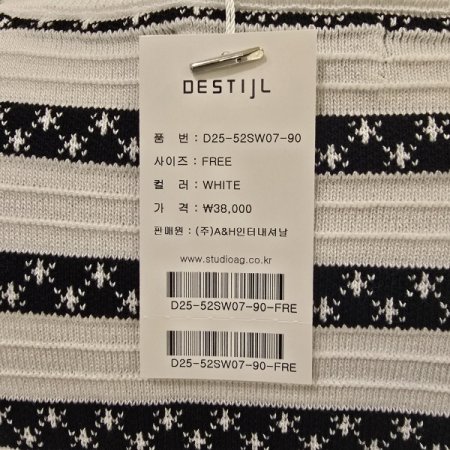 DESTIJL
품 번 : D25-52SW07-90
사이즈 : FREE
컬 러 : WHITE
가 격 : ₩38,000
판매원 : (주)A&H인터내셔날
www.studioag.co.kr
D25-52SW07-90-FRE
D25-52SW07-90-FRE